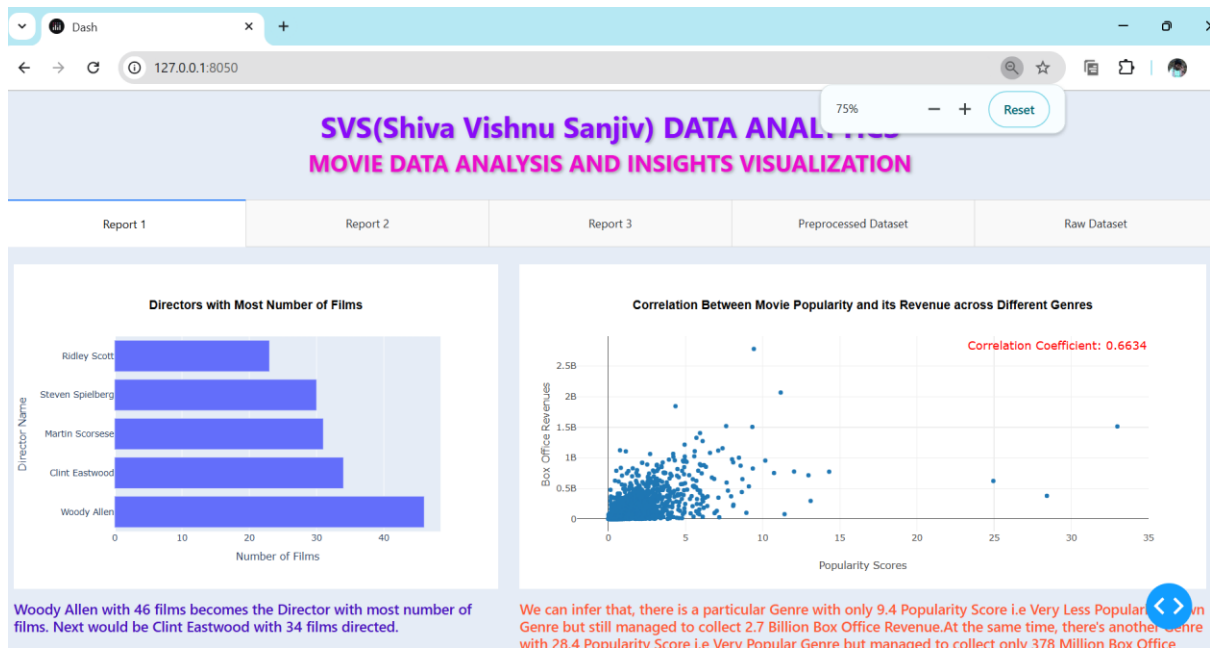 Dash
127.0.0.1:8050
75%
Reset
SVS(Shiva Vishnu Sanjiv) DATA
MOVIE DATA ANALYSIS AND INSIGHTS VISUALIZATION
Report 1
Report 2
Report 3
Preprocessed Dataset
Raw Dataset
Directors with Most Number of Films
Director Name
Ridley Scott
Steven Spielberg
Martin Scorsese
Clint Eastwood
Woody Allen
0 10 20 30 40
Number of Films
Correlation Between Movie Popularity and its Revenue across Different Genres
Correlation Coefficient: 0.6634
Box Office Revenues
2.5B
2B
1.5B
1B
0.5B
0
0 5 10 15 20 25 30 35
Popularity Scores
Woody Allen with 46 films becomes the Director with most number of
films. Next would be Clint Eastwood with 34 films directed.
We can infer that, there is a particular Genre with only 9.4 Popularity Score i.e Very Less Popular
Genre but still managed to collect 2.7 Billion Box Office Revenue.At the same time, there's another Genre
with 28.4 Popularity Score i.e Very Popular Genre but managed to collect only 378 Million Box Office